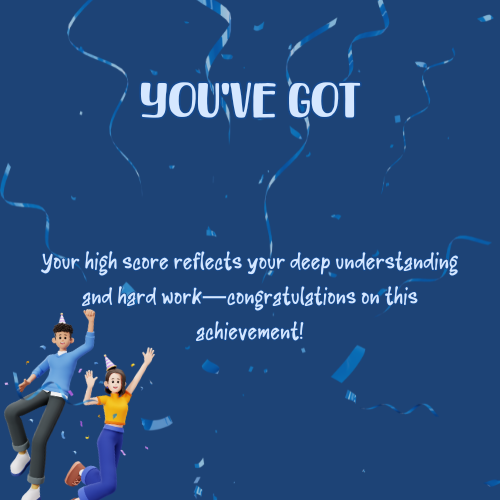 YOU'VE GOT
Your high score reflects your deep understanding
and hard work—congratulations on this
achievement!